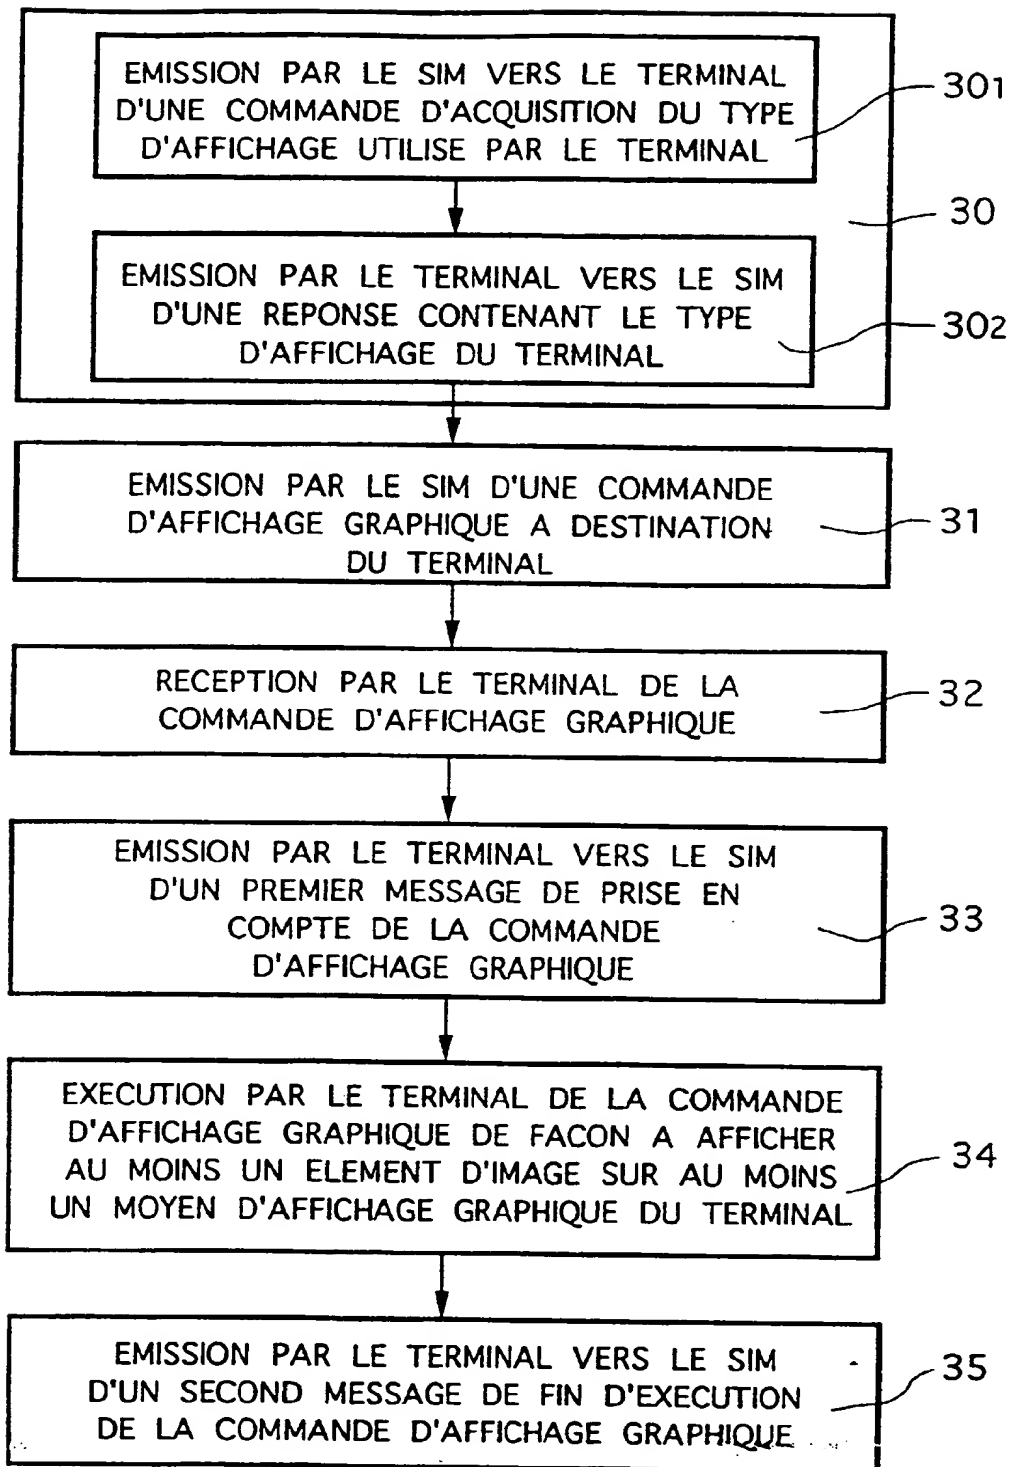 EMISSION PAR LE SIM VERS LE TERMINAL
D'UNE COMMANDE D'ACQUISITION DU TYPE
D'AFFICHAGE UTILISE PAR LE TERMINAL
301
30
EMISSION PAR LE TERMINAL VERS LE SIM
D'UNE REPONSE CONTENANT LE TYPE
D'AFFICHAGE DU TERMINAL
302
EMISSION PAR LE SIM D'UNE COMMANDE
D'AFFICHAGE GRAPHIQUE A DESTINATION
DU TERMINAL
31
RECEPTION PAR LE TERMINAL DE LA
COMMANDE D'AFFICHAGE GRAPHIQUE
32
EMISSION PAR LE TERMINAL VERS LE SIM
D'UN PREMIER MESSAGE DE PRISE EN
COMPTE DE LA COMMANDE
D'AFFICHAGE GRAPHIQUE
33
EXECUTION PAR LE TERMINAL DE LA COMMANDE
D'AFFICHAGE GRAPHIQUE DE FACON A AFFICHER
AU MOINS UN ELEMENT D'IMAGE SUR AU MOINS
UN MOYEN D'AFFICHAGE GRAPHIQUE DU TERMINAL
34
EMISSION PAR LE TERMINAL VERS LE SIM
D'UN SECOND MESSAGE DE FIN D'EXECUTION
DE LA COMMANDE D'AFFICHAGE GRAPHIQUE
35